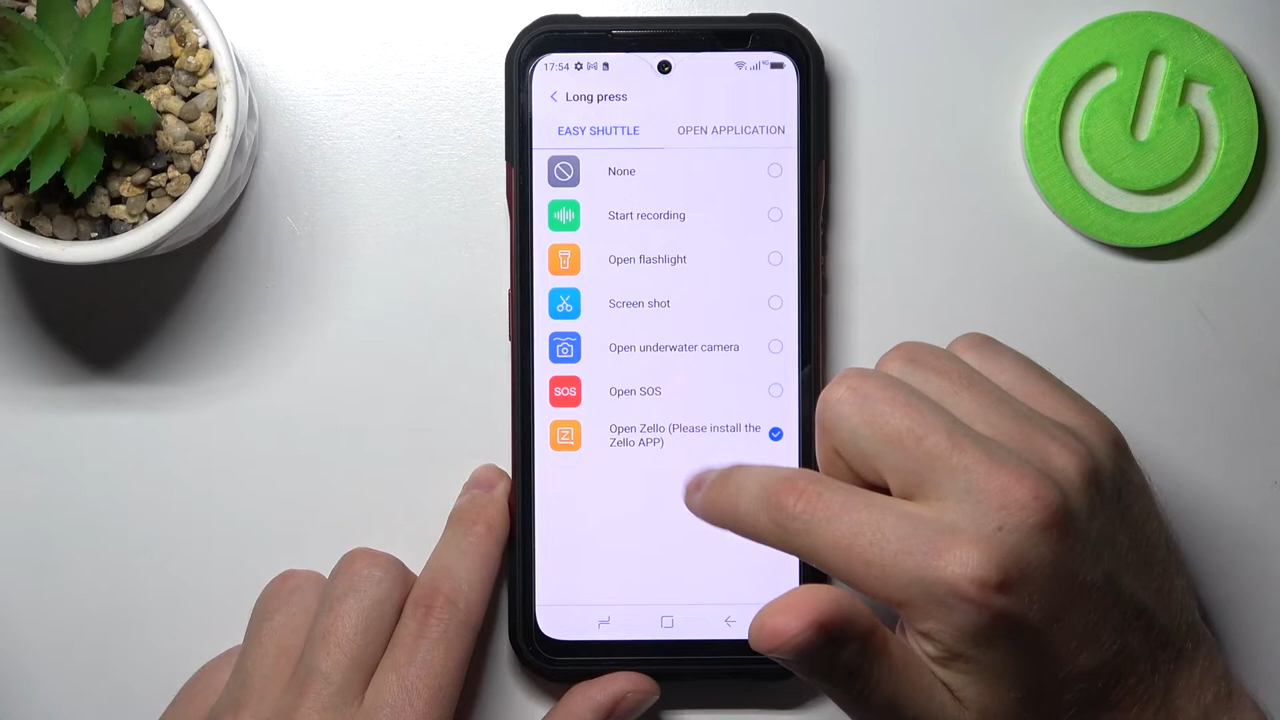 17:54
Long press
EASY SHUTTLE
OPEN APPLICATION
None
Start recording
Open flashlight
Screen shot
Open underwater camera
SOS
Open SOS
Open Zello (Please install the
Zello APP)